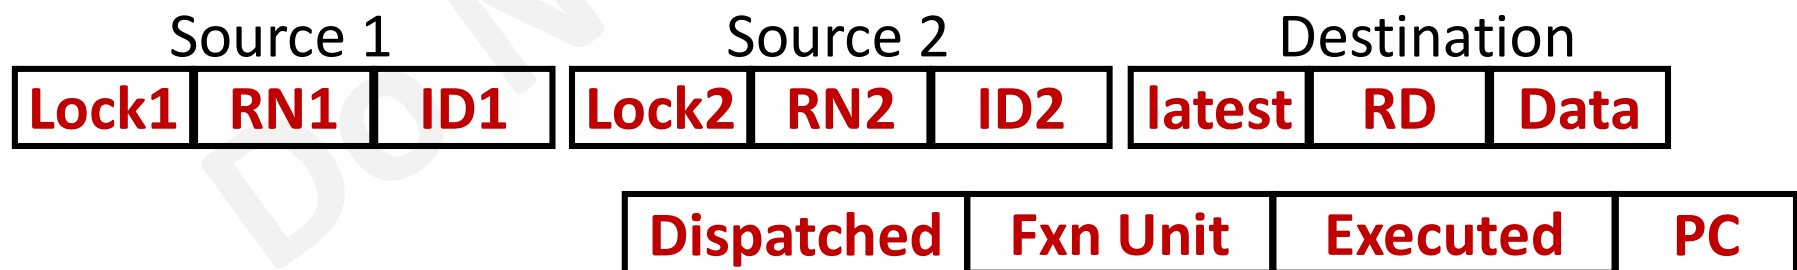 Source 1 Source 2 Destination
Lock1 RN1 ID1 Lock2 RN2 ID2 latest RD Data
Dispatched Fxn Unit Executed PC